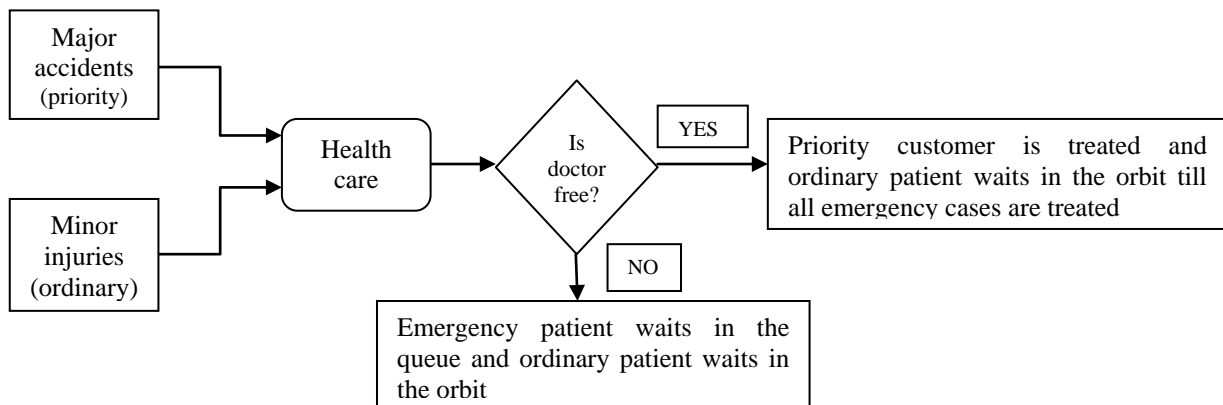 Major
accidents
(priority)
Minor
injuries
(ordinary)
Health
care
Is
doctor
free?
YES
Priority customer is treated and
ordinary patient waits in the orbit till
all emergency cases are treated
NO
Emergency patient waits in the
queue and ordinary patient waits in
the orbit